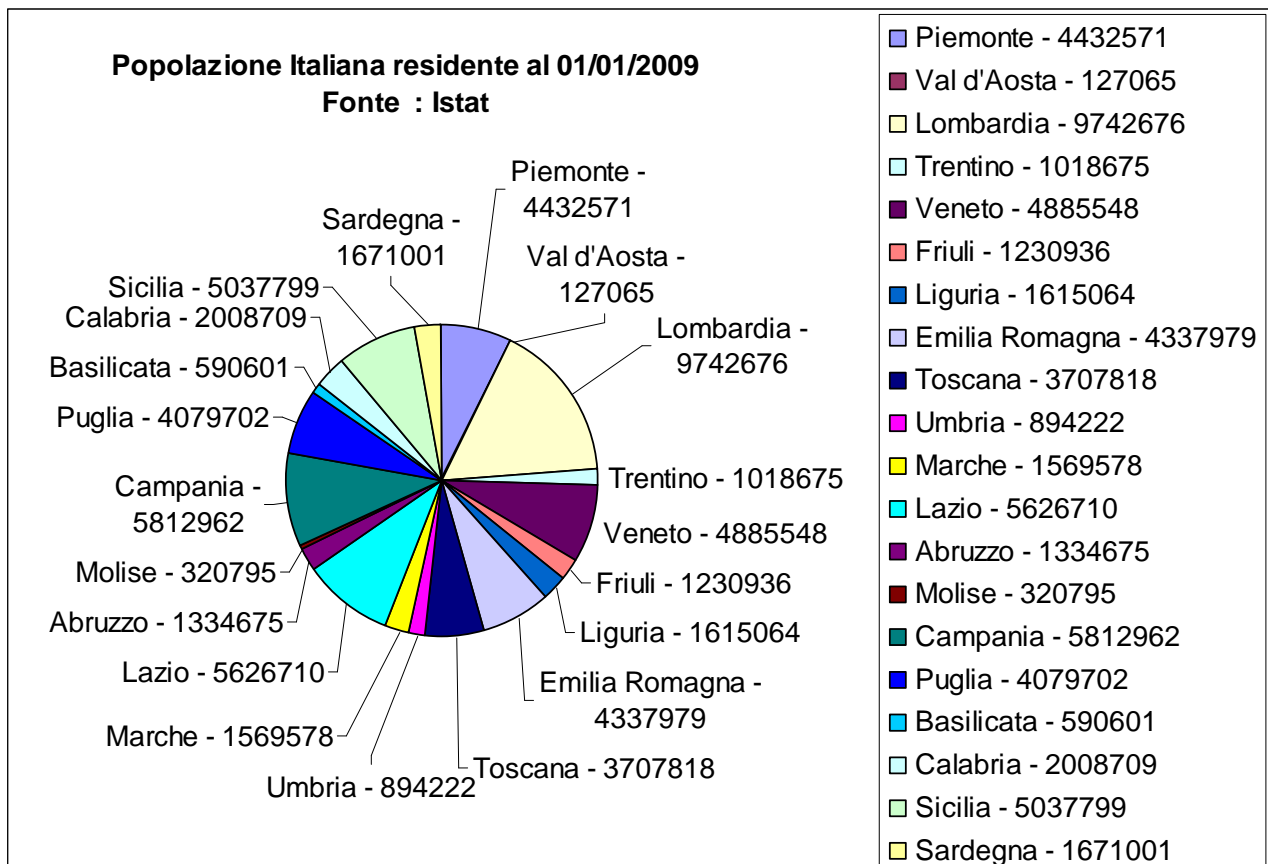 Popolazione Italiana residente al 01/01/2009
Fonte : Istat
Piemonte -
4432571
Sardegna -
1671001
Val d'Aosta -
127065
Sicilia - 5037799
Calabria - 2008709
Lombardia -
9742676
Basilicata - 590601
Puglia - 4079702
Trentino - 1018675
Campania -
5812962
Veneto - 4885548
Molise - 320795
Friuli - 1230936
Abruzzo - 1334675
Liguria - 1615064
Lazio - 5626710
Emilia Romagna -
4337979
Marche - 1569578
Toscana - 3707818
Umbria - 894222
Piemonte - 4432571
Val d'Aosta - 127065
Lombardia - 9742676
Trentino - 1018675
Veneto - 4885548
Friuli - 1230936
Liguria - 1615064
Emilia Romagna - 4337979
Toscana - 3707818
Umbria - 894222
Marche - 1569578
Lazio - 5626710
Abruzzo - 1334675
Molise - 320795
Campania - 5812962
Puglia - 4079702
Basilicata - 590601
Calabria - 2008709
Sicilia - 5037799
Sardegna - 1671001